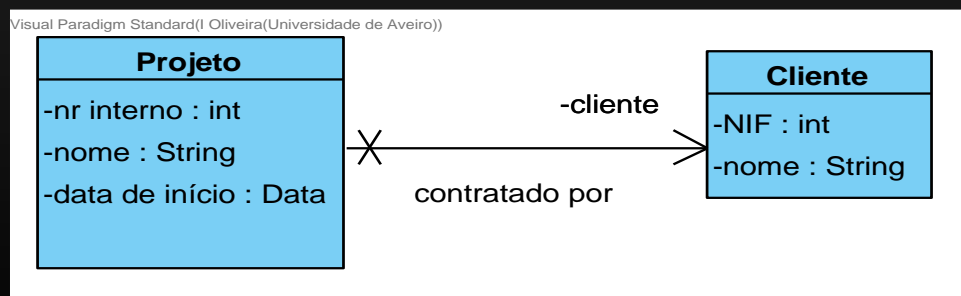 Visual Paradigm Standard(I Oliveira(Universidade de Aveiro))
Projeto
-nr interno : int
-nome : String
-data de início : Data
-cliente
contratado por
Cliente
-NIF : int
-nome : String